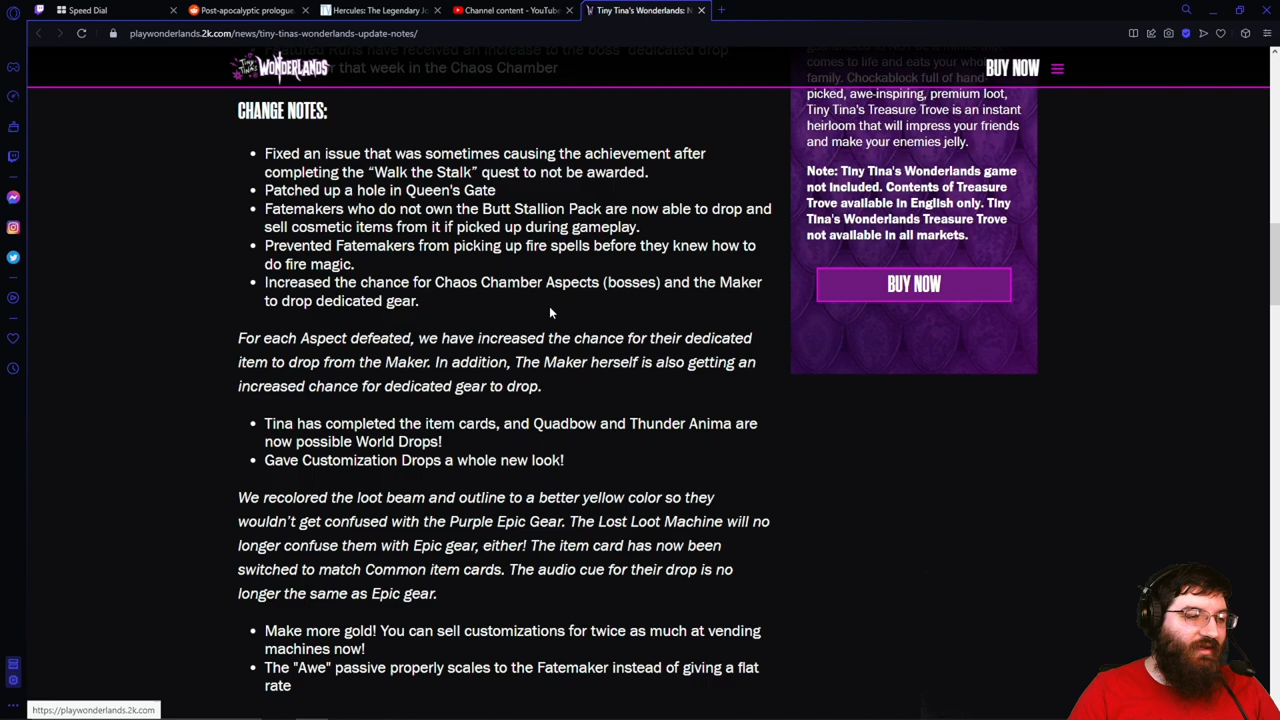 Speed Dial
Post-apocalyptic prologue.
Hercules: The Legendary Jo
Channel content - YouTube
Tiny Tina's Wonderlands: N
playwonderlands.2k.com/news/tiny-tinas-wonderlands-update-notes/
Featured Runs have received an increase to the boss' dedicated drop
that week in the Chaos Chamber
WONDERLANDS
BUY NOW
CHANGE NOTES:
• Fixed an issue that was sometimes causing the achievement after
completing the “Walk the Stalk” quest to not be awarded.
• Patched up a hole in Queen's Gate
• Fatemakers who do not own the Butt Stallion Pack are now able to drop and
sell cosmetic items from it if picked up during gameplay.
• Prevented Fatemakers from picking up fire spells before they knew how to
do fire magic.
• Increased the chance for Chaos Chamber Aspects (bosses) and the Maker
to drop dedicated gear.
For each Aspect defeated, we have increased the chance for their dedicated
item to drop from the Maker. In addition, The Maker herself is also getting an
increased chance for dedicated gear to drop.
• Tina has completed the item cards, and Quadbow and Thunder Anima are
now possible World Drops!
• Gave Customization Drops a whole new look!
We recolored the loot beam and outline to a better yellow color so they
wouldn’t get confused with the Purple Epic Gear. The Lost Loot Machine will no
longer confuse them with Epic gear, either! The item card has now been
switched to match Common item cards. The audio cue for their drop is no
longer the same as Epic gear.
• Make more gold! You can sell customizations for twice as much at vending
machines now!
• The "Awe" passive properly scales to the Fatemaker instead of giving a flat
rate
comes to life and eats your whole
family. Chockablock full of hand-
picked, awe-inspiring, premium loot,
Tiny Tina's Treasure Trove is an instant
heirloom that will impress your friends
and make your enemies jelly.
Note: Tiny Tina's Wonderlands game
not included. Contents of Treasure
Trove available in English only. Tiny
Tina's Wonderlands Treasure Trove
not available in all markets.
BUY NOW
https://playwonderlands.2k.com